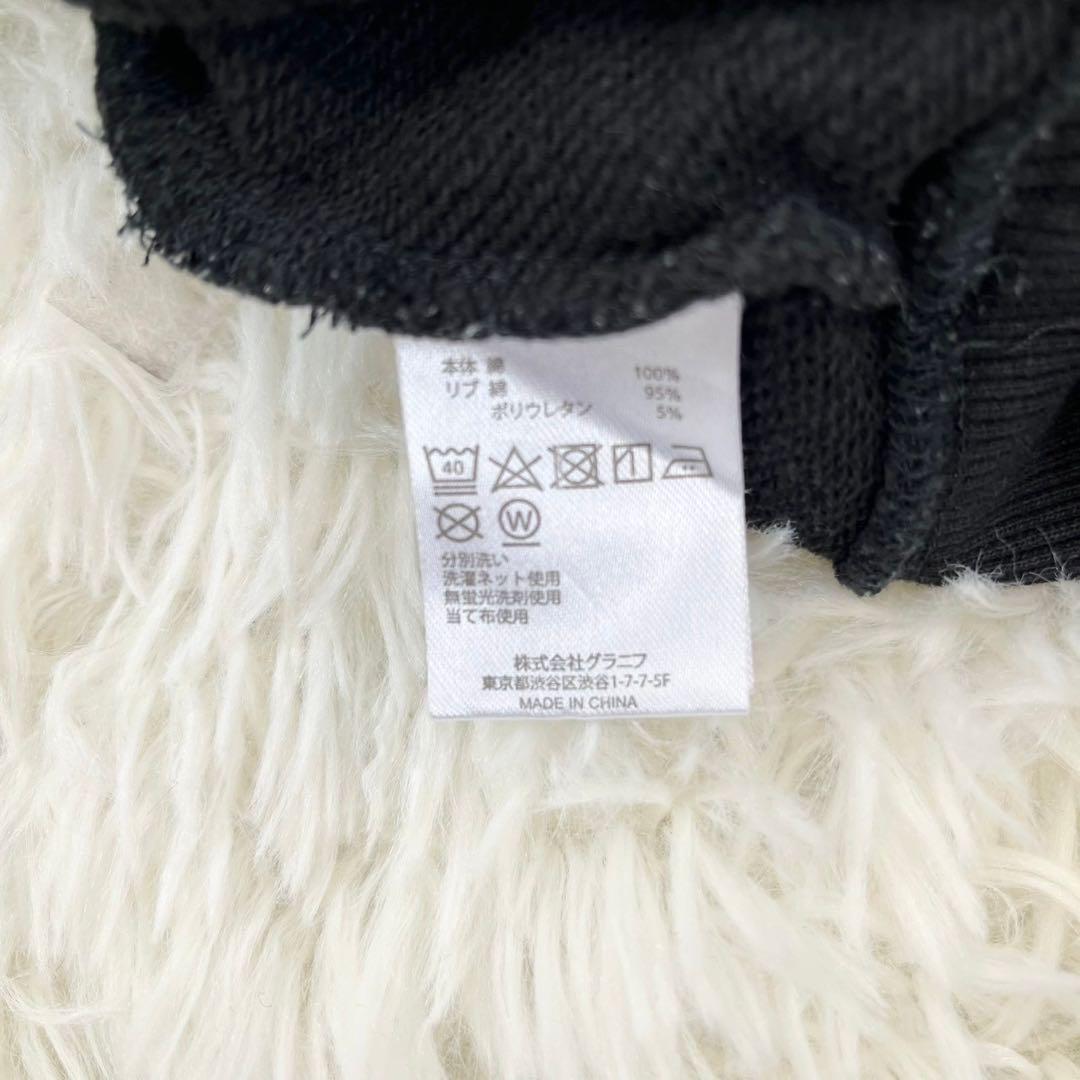 本体 綿 100%
リブ 綿 95%
ポリウレタン 5%
40
W
分別洗い
洗濯ネット使用
無蛍光洗剤使用
当て布使用
株式会社グラニフ
東京都渋谷区渋谷1-7-7-5F
MADE IN CHINA